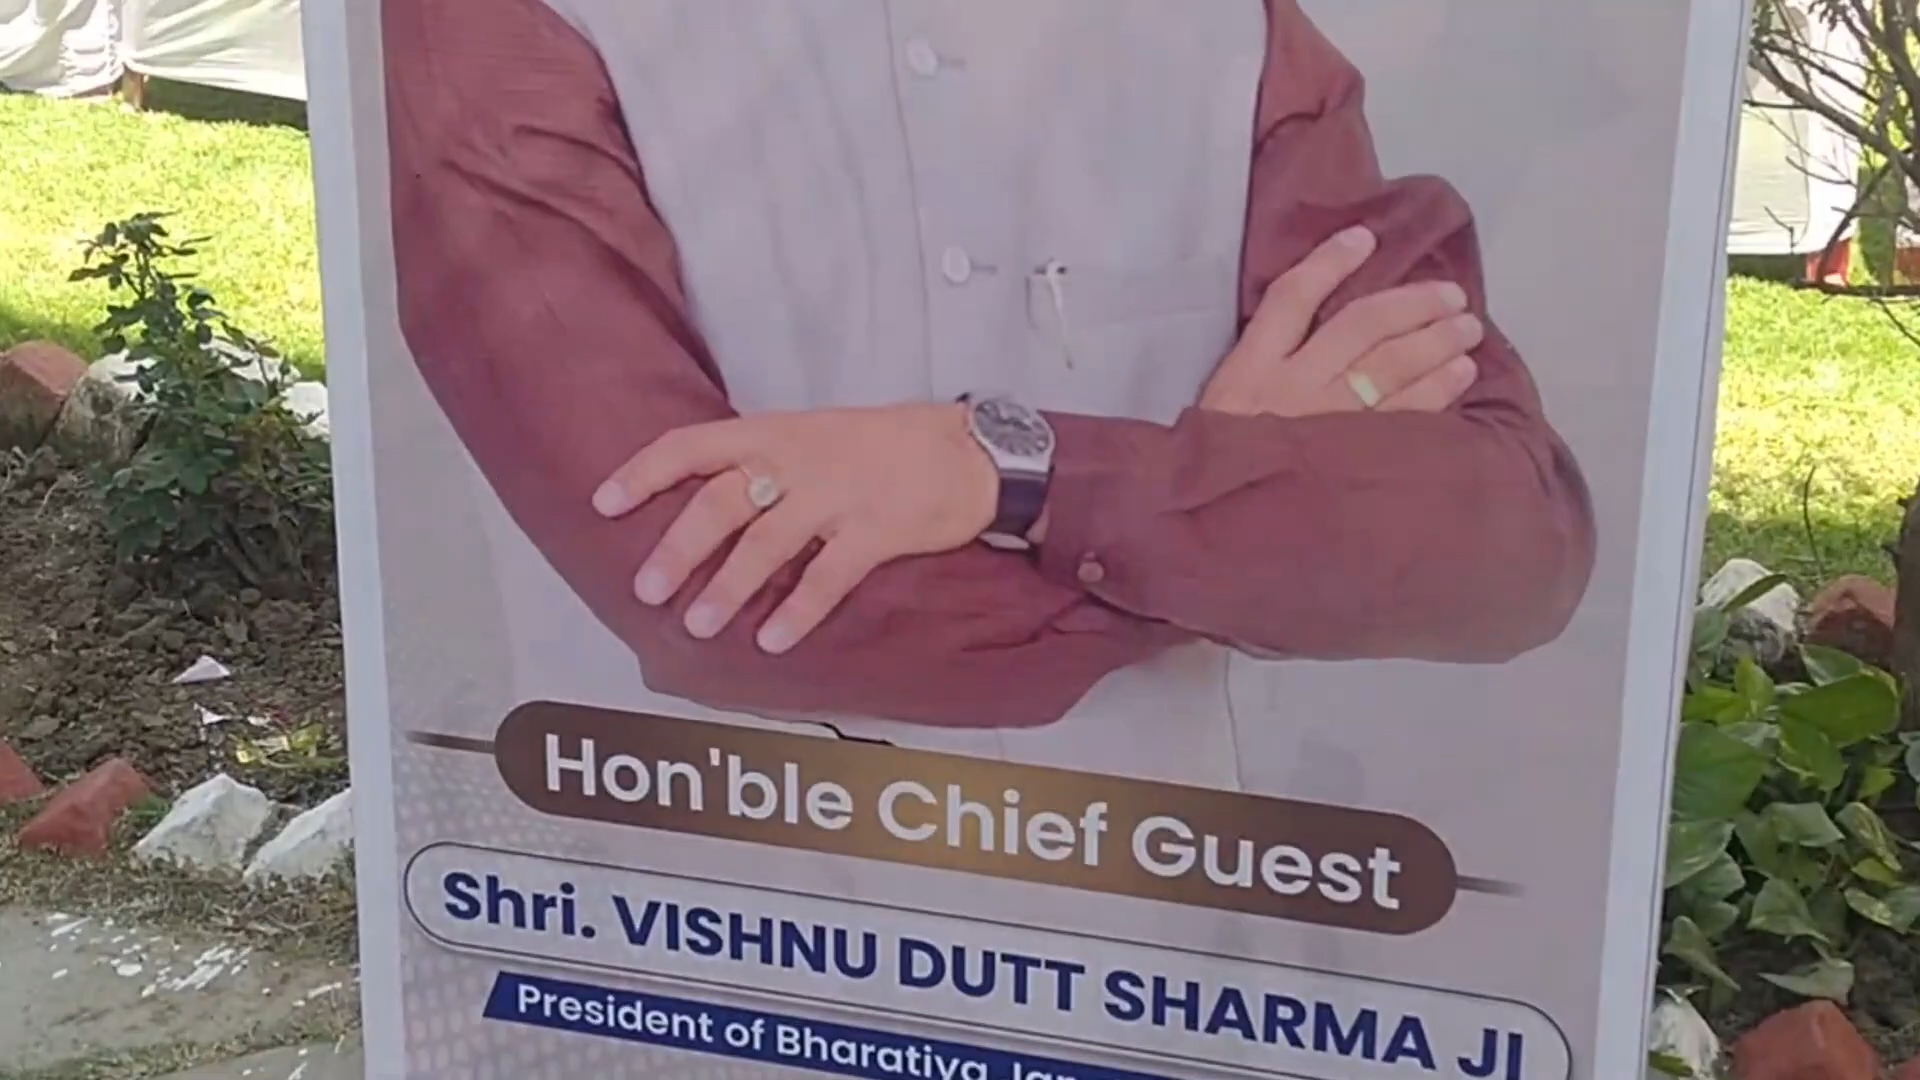 Hon'ble Chief Guest
Shri. VISHNU DUTT SHARMA JI
President of Bharatiya